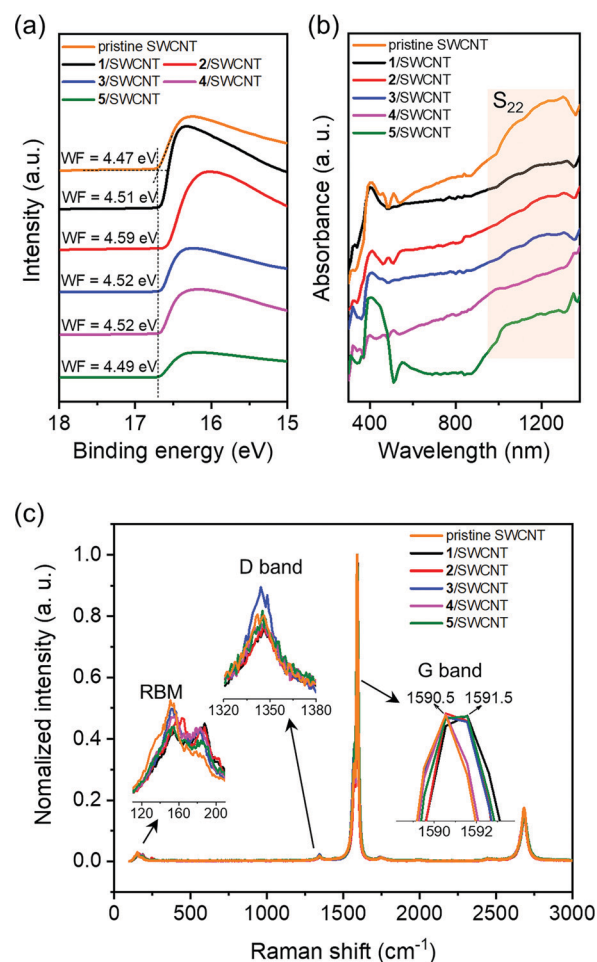 (a)
pristine SWCNT
1/SWCNT 2/SWCNT
3/SWCNT 4/SWCNT
5/SWCNT
WF = 4.47 eV
WF = 4.51 eV
WF = 4.59 eV
WF = 4.52 eV
WF = 4.52 eV
WF = 4.49 eV
Intensity (a.u.)
18 17 16 15
Binding energy (eV)
(b)
pristine SWCNT
1/SWCNT
2/SWCNT
3/SWCNT
4/SWCNT
5/SWCNT
S22
Absorbance (a. u.)
400 800 1200
Wavelength (nm)
(c)
pristine SWCNT
1/SWCNT
2/SWCNT
3/SWCNT
4/SWCNT
5/SWCNT
D band
1320 1350 1380
RBM
120 160 200
G band
1590.5 1591.5
1590 1592
1.0
0.8
0.6
0.4
0.2
0.0
Nomalized intensity (a. u.)
0 500 1000 1500 2000 2500 3000
Raman shift (cm-1)